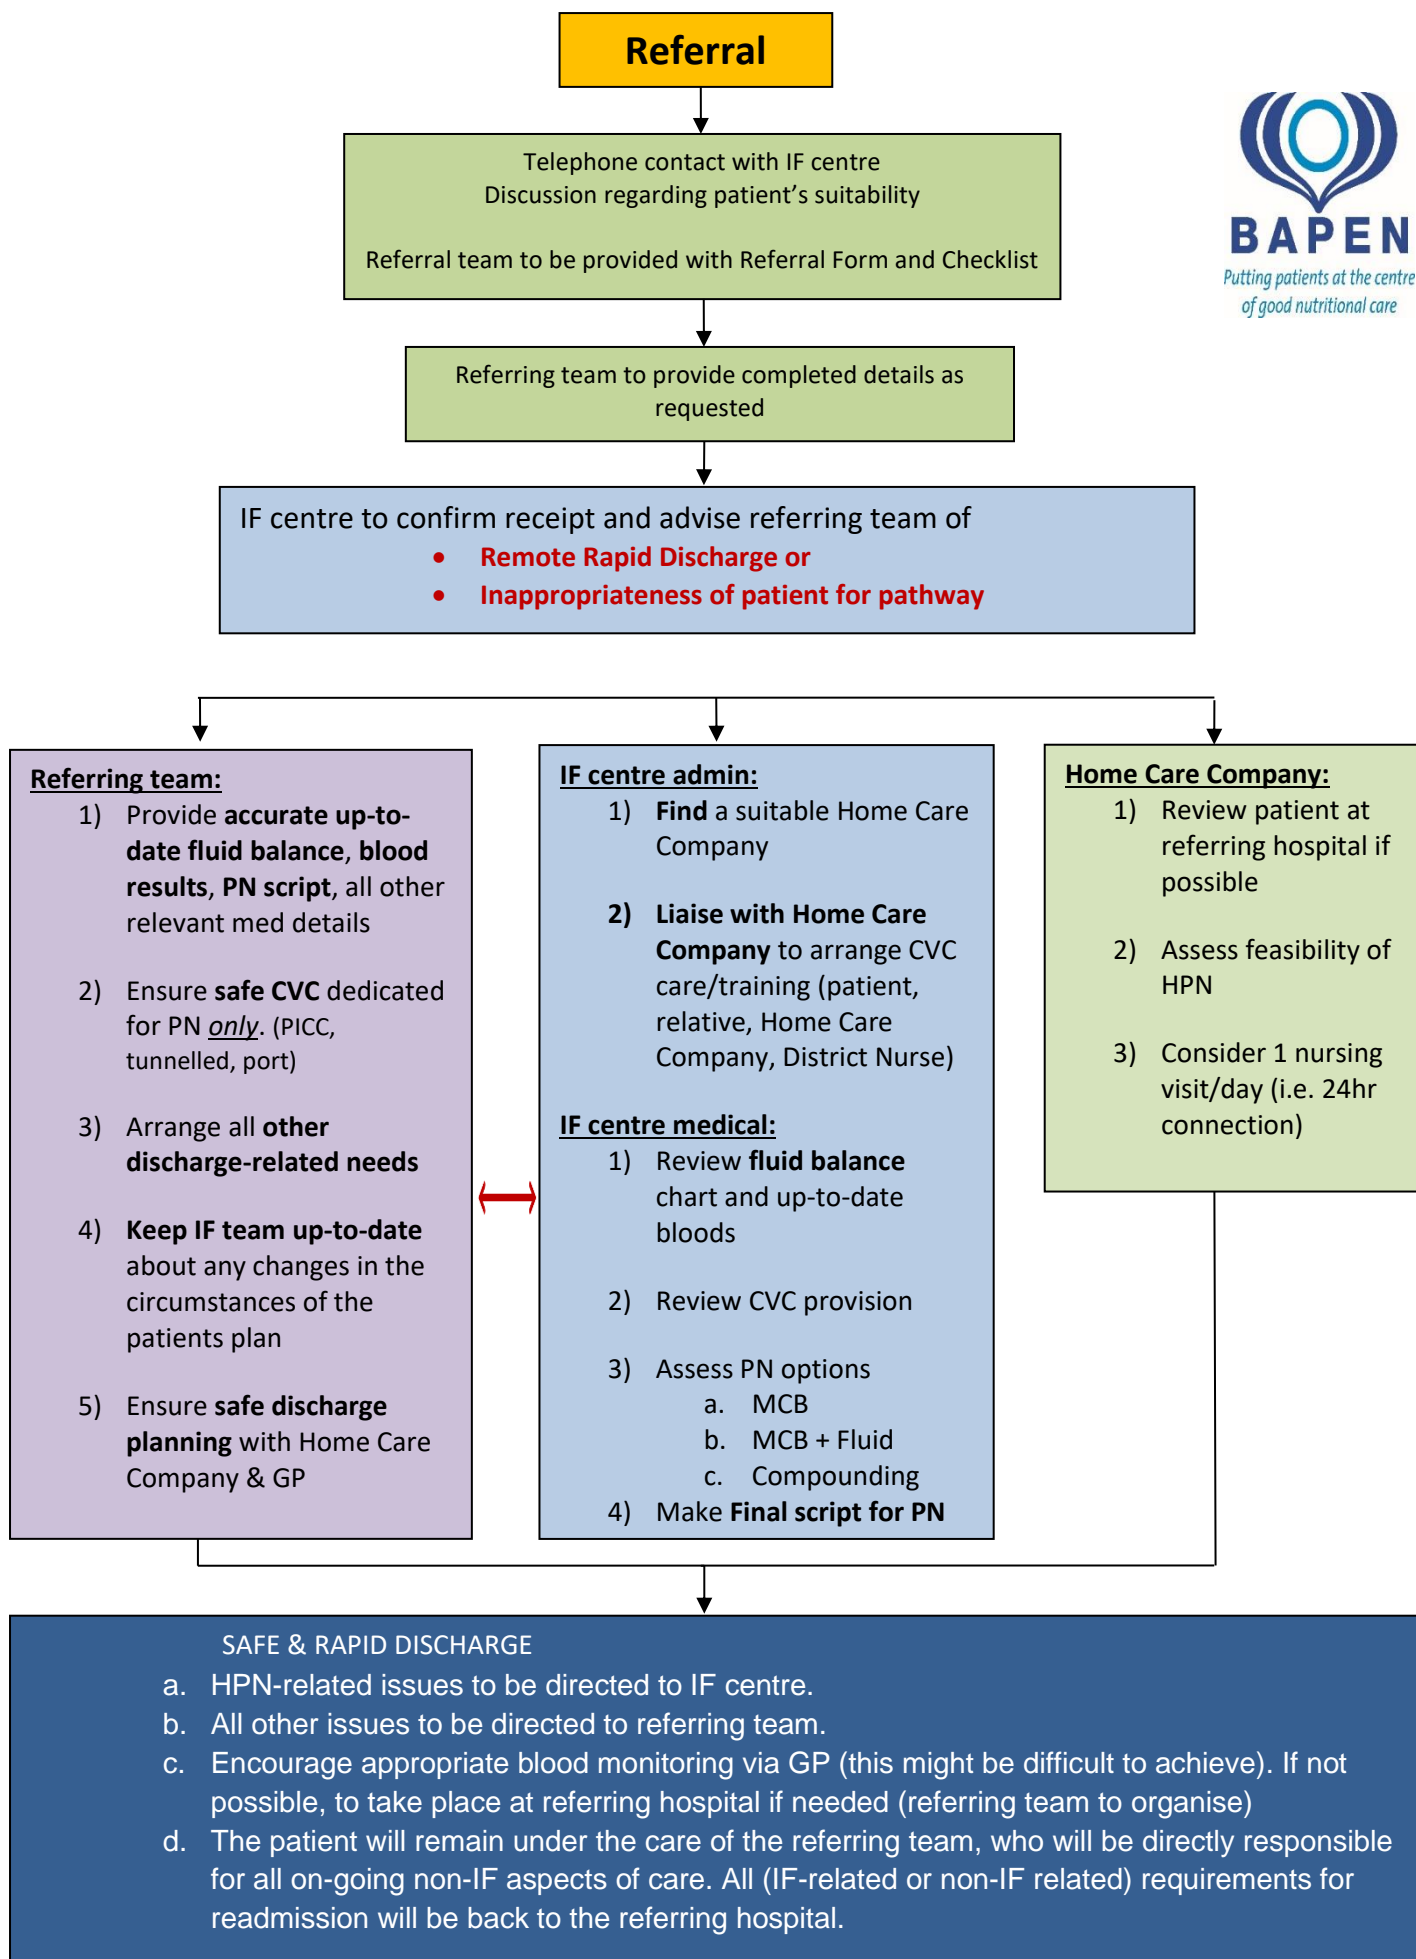 Referral
BAPEN
Putting patients at the centre
of good nutritional care
Telephone contact with IF centre
Discussion regarding patient's suitability
Referral team to be provided with Referral Form and Checklist
Referring team to provide completed details as
requested
IF centre to confirm receipt and advise referring team of
• Remote Rapid Discharge or
• Inappropriateness of patient for pathway
Referring team:
1) Provide accurate up-to-
date fluid balance, blood
results, PN script, all other
relevant med details
2) Ensure safe CVC dedicated
for PN only. (PICC,
tunnelled, port)
3) Arrange all other
discharge-related needs
4) Keep IF team up-to-date
about any changes in the
circumstances of the
patients plan
5) Ensure safe discharge
planning with Home Care
Company & GP
IF centre admin:
1) Find a suitable Home Care
Company
2) Liaise with Home Care
Company to arrange CVC
care/training (patient,
relative, Home Care
Company, District Nurse)
IF centre medical:
1) Review fluid balance
chart and up-to-date
bloods
2) Review CVC provision
3) Assess PN options
a. MCB
b. MCB + Fluid
c. Compounding
4) Make Final script for PN
Home Care Company:
1) Review patient at
referring hospital if
possible
2) Assess feasibility of
HPN
3) Consider 1 nursing
visit/day (i.e. 24hr
connection)
SAFE & RAPID DISCHARGE
a. HPN-related issues to be directed to IF centre.
b. All other issues to be directed to referring team.
c. Encourage appropriate blood monitoring via GP (this might be difficult to achieve). If not
possible, to take place at referring hospital if needed (referring team to organise)
d. The patient will remain under the care of the referring team, who will be directly responsible
for all on-going non-IF aspects of care. All (IF-related or non-IF related) requirements for
readmission will be back to the referring hospital.